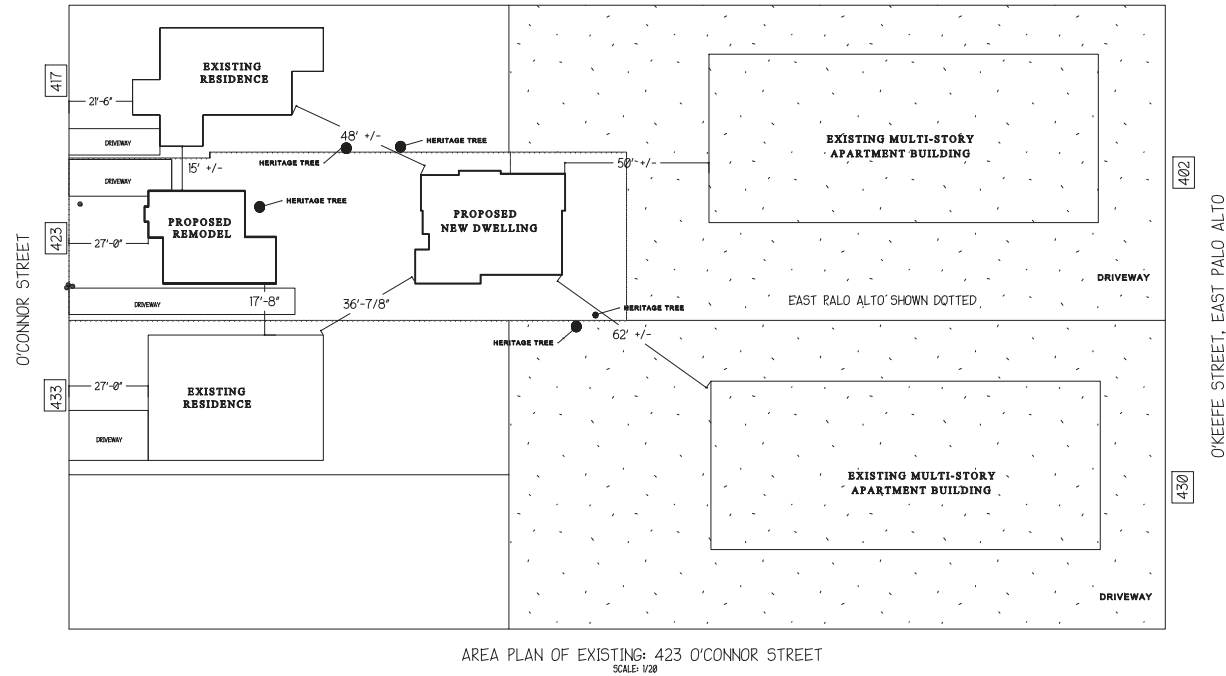 EXISTING
RESIDENCE
417
21'-6"
DRIVEWAY
48' +/-
HERITAGE TREE
HERITAGE TREE
15' +/-
50' +/-
EXISTING MULTI-STORY
APARTMENT BUILDING
402
DRIVEWAY
HERITAGE TREE
PROPOSED
REMODEL
PROPOSED
NEW DWELLING
423
27'-0"
O'CONNOR STREET
O'KEEFE STREET, EAST PALO ALTO
DRIVEWAY
DRIVEWAY
17'-8"
36'-7/8"
EAST RALO ALTO SHOWN DOTTED
HERITAGE TREE
HERITAGE TREE
62' +/-
433
27'-0"
EXISTING
RESIDENCE
DRIVEWAY
EXISTING MULTI-STORY
APARTMENT BUILDING
430
DRIVEWAY
AREA PLAN OF EXISTING: 423 O'CONNOR STREET
SCALE: 1/20